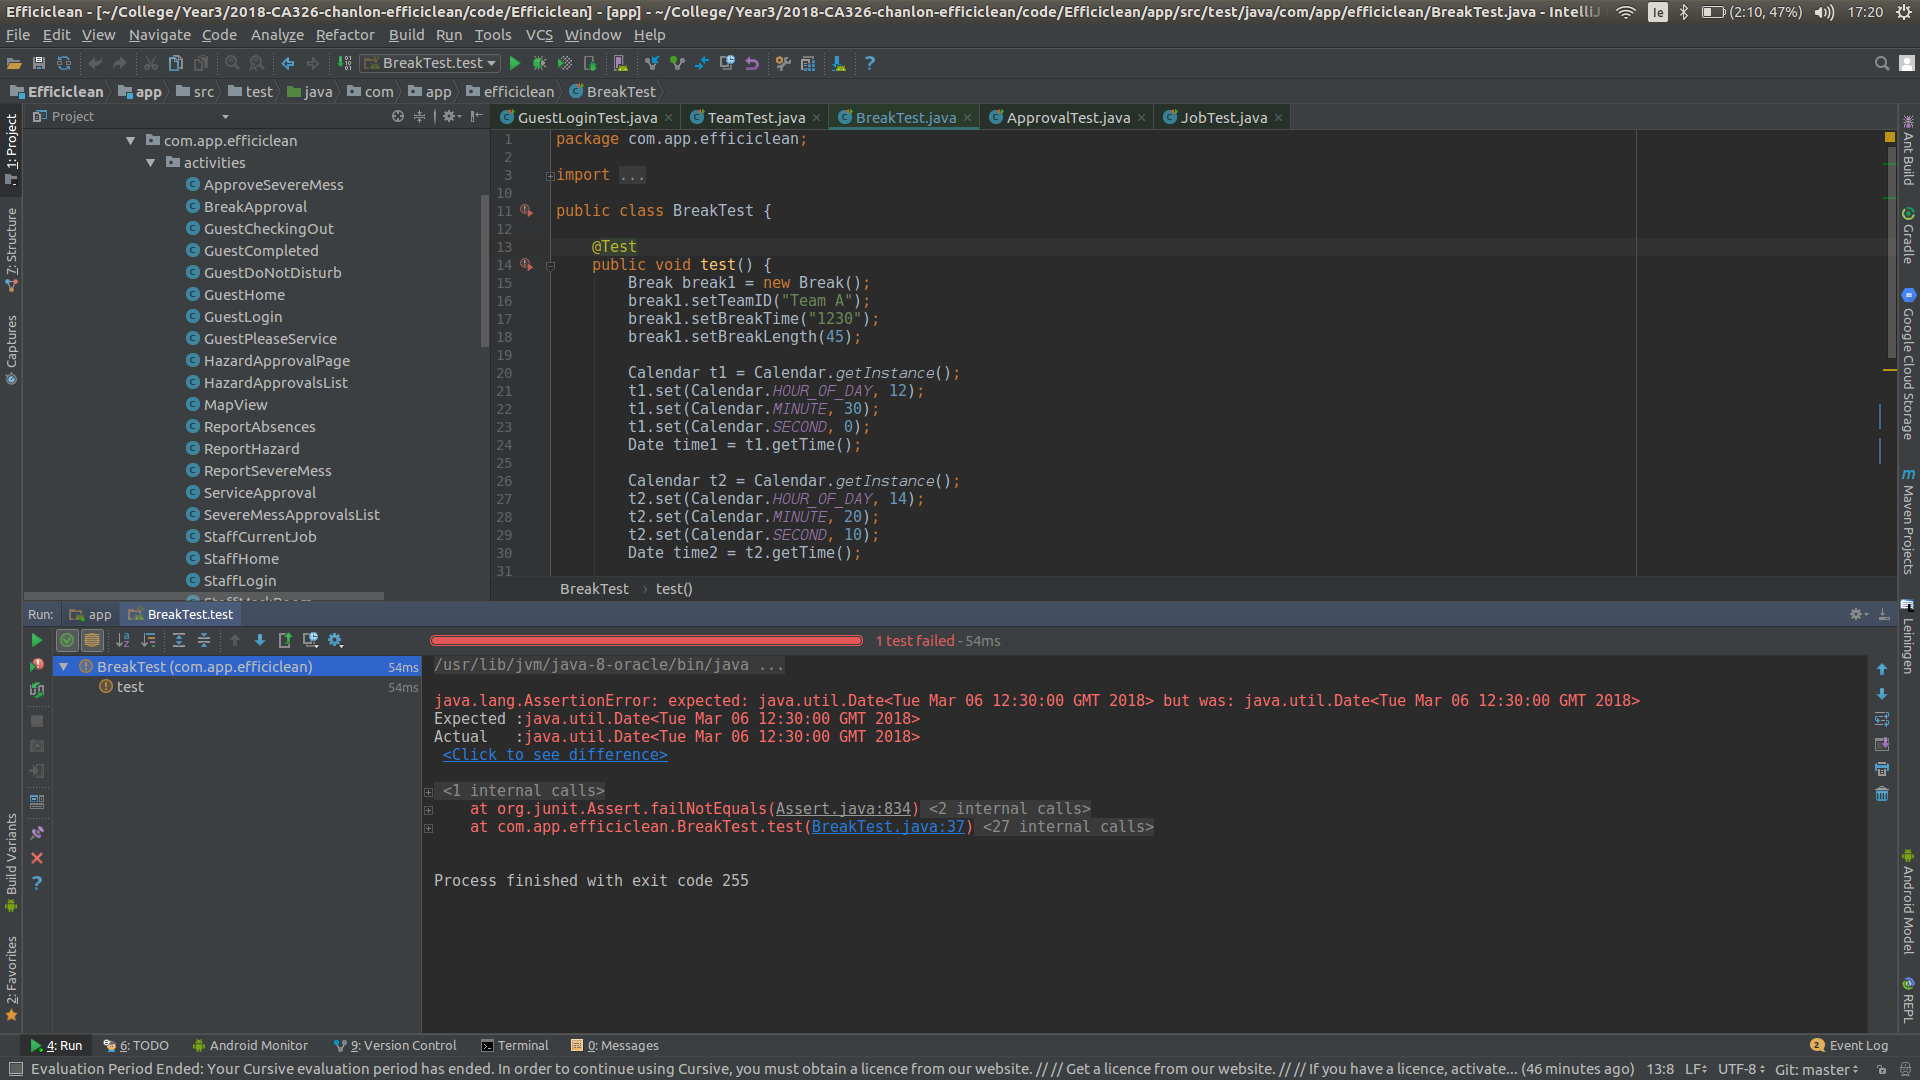 Efficiclean - [~/College/Year3/2018-CA326-chanlon-efficiclean/code/Efficiclean] - [app] - ~/College/Year3/2018-CA326-chanlon-efficiclean/code/Efficiclean/app/src/test/java/com/app/efficiclean/BreakTest.java - IntelliJ
Ie (2:10, 47%) 17:20
File Edit View Navigate Code Analyze Refactor Build Run Tools VCS Window Help
BreakTest.test
Efficiclean app src test java com app efficiclean BreakTest
Project
GuestLoginTest.java TeamTest.java BreakTest.java ApprovalTest.java JobTest.java
com.app.efficiclean
activities
ApproveSevereMess
BreakApproval
GuestCheckingOut
GuestCompleted
GuestDoNotDisturb
GuestHome
GuestLogin
GuestPleaseService
HazardApprovalPage
HazardApprovalsList
MapView
ReportAbsences
ReportHazard
ReportSevereMess
ServiceApproval
SevereMessApprovalsList
StaffCurrentJob
StaffHome
StaffLogin
1 package com.app.efficiclean;
2
3 import ...
10
11 public class BreakTest {
12
13 @Test
14 public void test() {
15 Break break1 = new Break();
16 break1.setTeamID("Team A");
17 break1.setBreakTime("1230");
18 break1.setBreakLength(45);
19
20 Calendar t1 = Calendar.getInstance();
21 t1.set(Calendar.HOUR_OF_DAY, 12);
22 t1.set(Calendar.MINUTE, 30);
23 t1.set(Calendar.SECOND, 0);
24 Date time1 = t1.getTime();
25
26 Calendar t2 = Calendar.getInstance();
27 t2.set(Calendar.HOUR_OF_DAY, 14);
28 t2.set(Calendar.MINUTE, 20);
29 t2.set(Calendar.SECOND, 10);
30 Date time2 = t2.getTime();
31
BreakTest test()
1: Project
7: Structure
Captures
Build Variants
2: Favorites
Ant Build
Gradle
Google Cloud Storage
Maven Projects
Leiningen
Android Model
REPL
Run: app BreakTest.test
1 test failed - 54ms
BreakTest (com.app.efficiclean) 54ms
test 54ms
/usr/lib/jvm/java-8-oracle/bin/java ...
java.lang.AssertionError: expected: java.util.Date<Tue Mar 06 12:30:00 GMT 2018> but was: java.util.Date<Tue Mar 06 12:30:00 GMT 2018>
Expected :java.util.Date<Tue Mar 06 12:30:00 GMT 2018>
Actual :java.util.Date<Tue Mar 06 12:30:00 GMT 2018>
<Click to see difference>
<1 internal calls>
at org.junit.Assert.failNotEquals(Assert.java:834) <2 internal calls>
at com.app.efficiclean.BreakTest.test(BreakTest.java:37) <27 internal calls>
Process finished with exit code 255
4: Run 6: TODO Android Monitor 9: Version Control Terminal 0: Messages 2 Event Log
Evaluation Period Ended: Your Cursive evaluation period has ended. In order to continue using Cursive, you must obtain a licence from our website. // // Get a licence from our website. // // If you have a licence, activate... (46 minutes ago) 13:8 LF UTF-8 Git: master